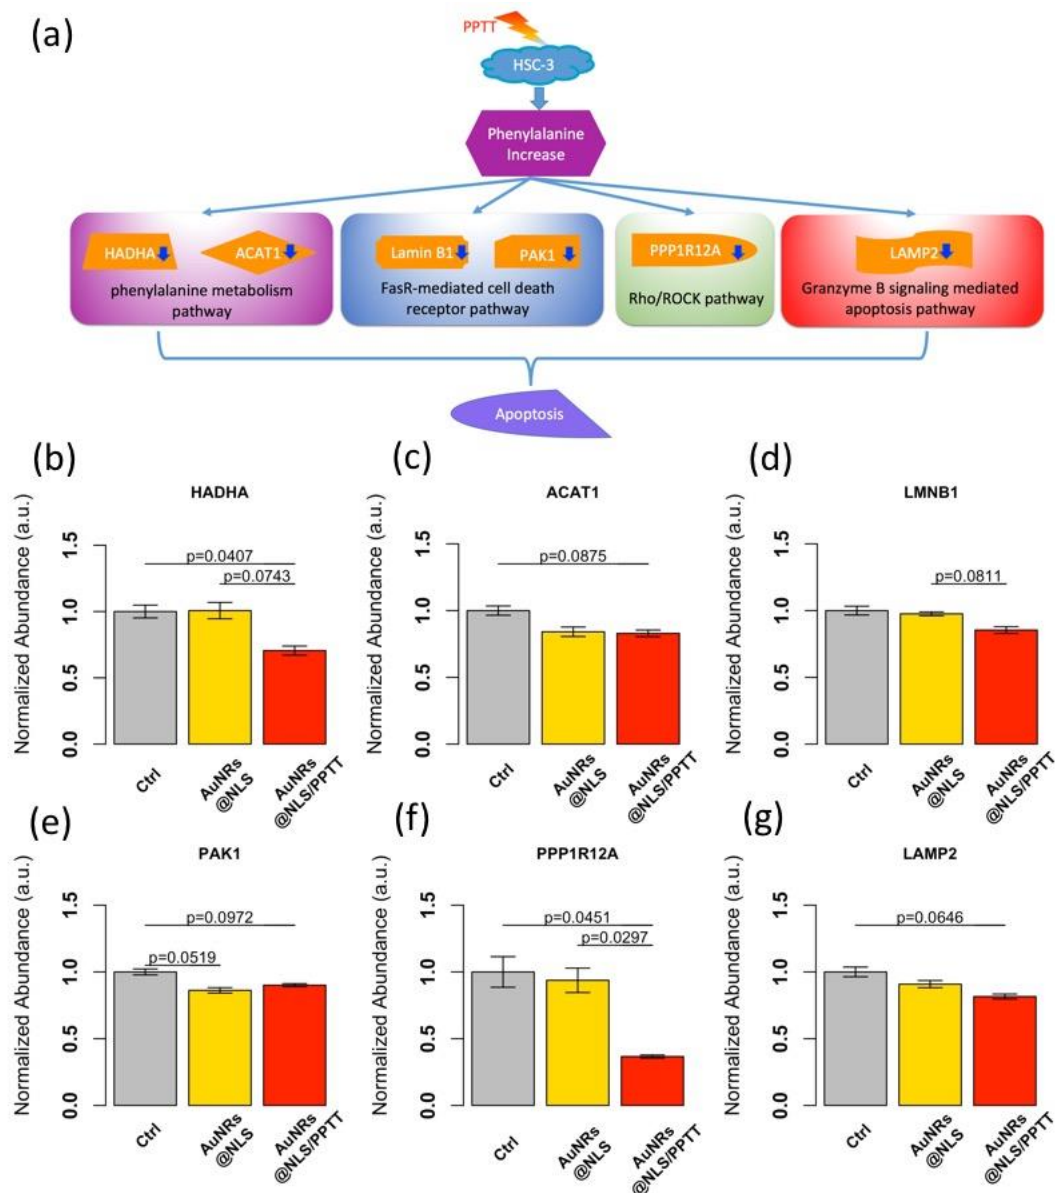 (a)
PPTT
HSC-3
Phenylalanine
Increase
HADHA
ACAT1
phenylalanine metabolism
pathway
Lamin B1
PAK1
FasR-mediated cell death
receptor pathway
PPP1R12A
Rho/ROCK pathway
LAMP2
Granzyme B signaling mediated
apoptosis pathway
Apoptosis
(b)
HADHA
Normalized Abundance (a.u.)
1.5
1.0
0.5
0.0
p=0.0407
p=0.0743
Ctrl
AuNRs
@NLS
AuNRs
@NLS/PPTT
(c)
ACAT1
Normalized Abundance (a.u.)
1.5
1.0
0.5
0.0
p=0.0875
Ctrl
AuNRs
@NLS
AuNRs
@NLS/PPTT
(d)
LMNB1
Normalized Abundance (a.u.)
1.5
1.0
0.5
0.0
p=0.0811
Ctrl
AuNRs
@NLS
AuNRs
@NLS/PPTT
(e)
PAK1
Normalized Abundance (a.u.)
1.5
1.0
0.5
0.0
p=0.0972
p=0.0519
Ctrl
AuNRs
@NLS
AuNRs
@NLS/PPTT
(f)
PPP1R12A
Normalized Abundance (a.u.)
1.5
1.0
0.5
0.0
p=0.0451
p=0.0297
Ctrl
AuNRs
@NLS
AuNRs
@NLS/PPTT
(g)
LAMP2
Normalized Abundance (a.u.)
1.5
1.0
0.5
0.0
p=0.0646
Ctrl
AuNRs
@NLS
AuNRs
@NLS/PPTT